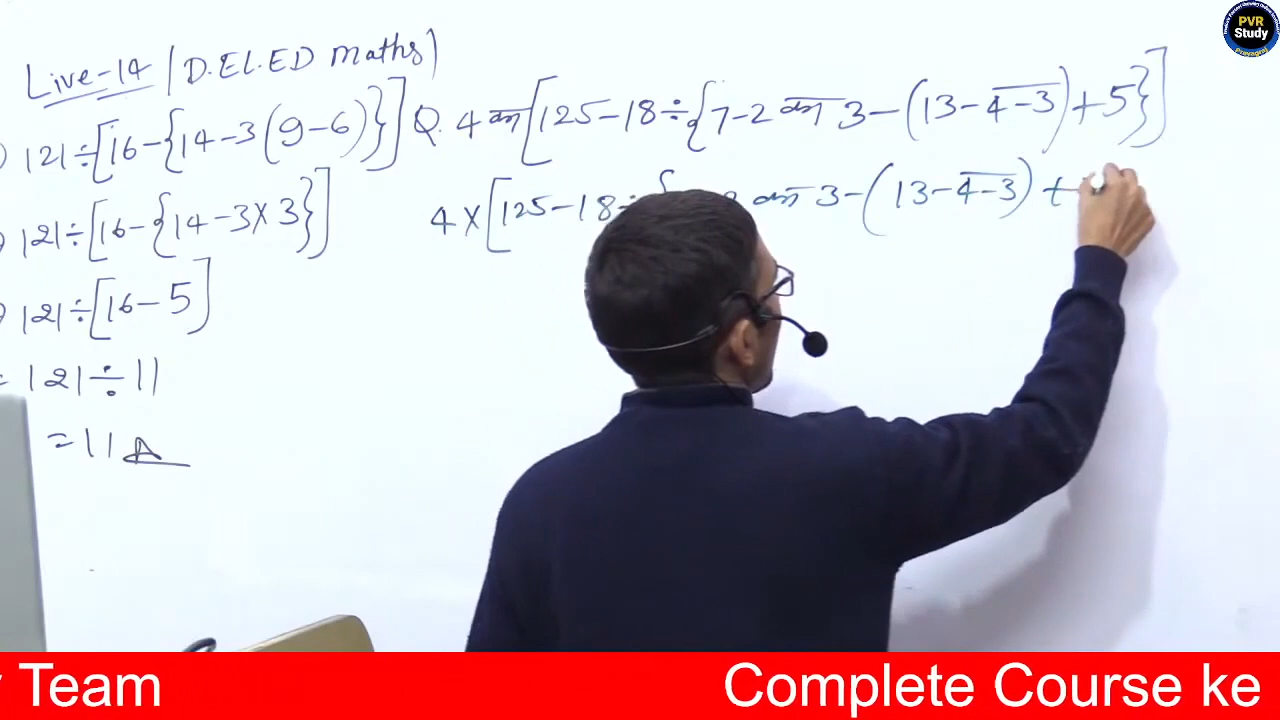 Live-14 / D.EL.ED Maths)
121÷[16-{14-3(9-6)}]
121÷[16-{14-3×3}]
121÷[16-5]
= 121÷11
=11 A
Q. 4 का [125-18÷{7-2 का 3-(13-4̅-̅3̅)+5}]
4×[125-18÷{ 2 का 3-(13-4̅-̅3̅)+
PVR
Study
Prayagraj
Team
Complete Course ke